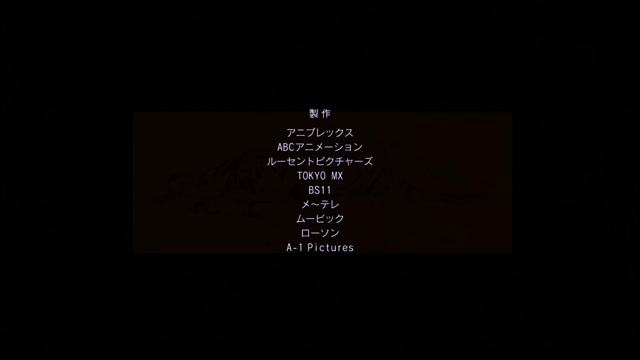 製作
アニプレックス
ABCアニメーション
ルーセントピクチャーズ
TOKYO MX
BS11
メ～テレ
ムービック
ローソン
A-1 Pictures